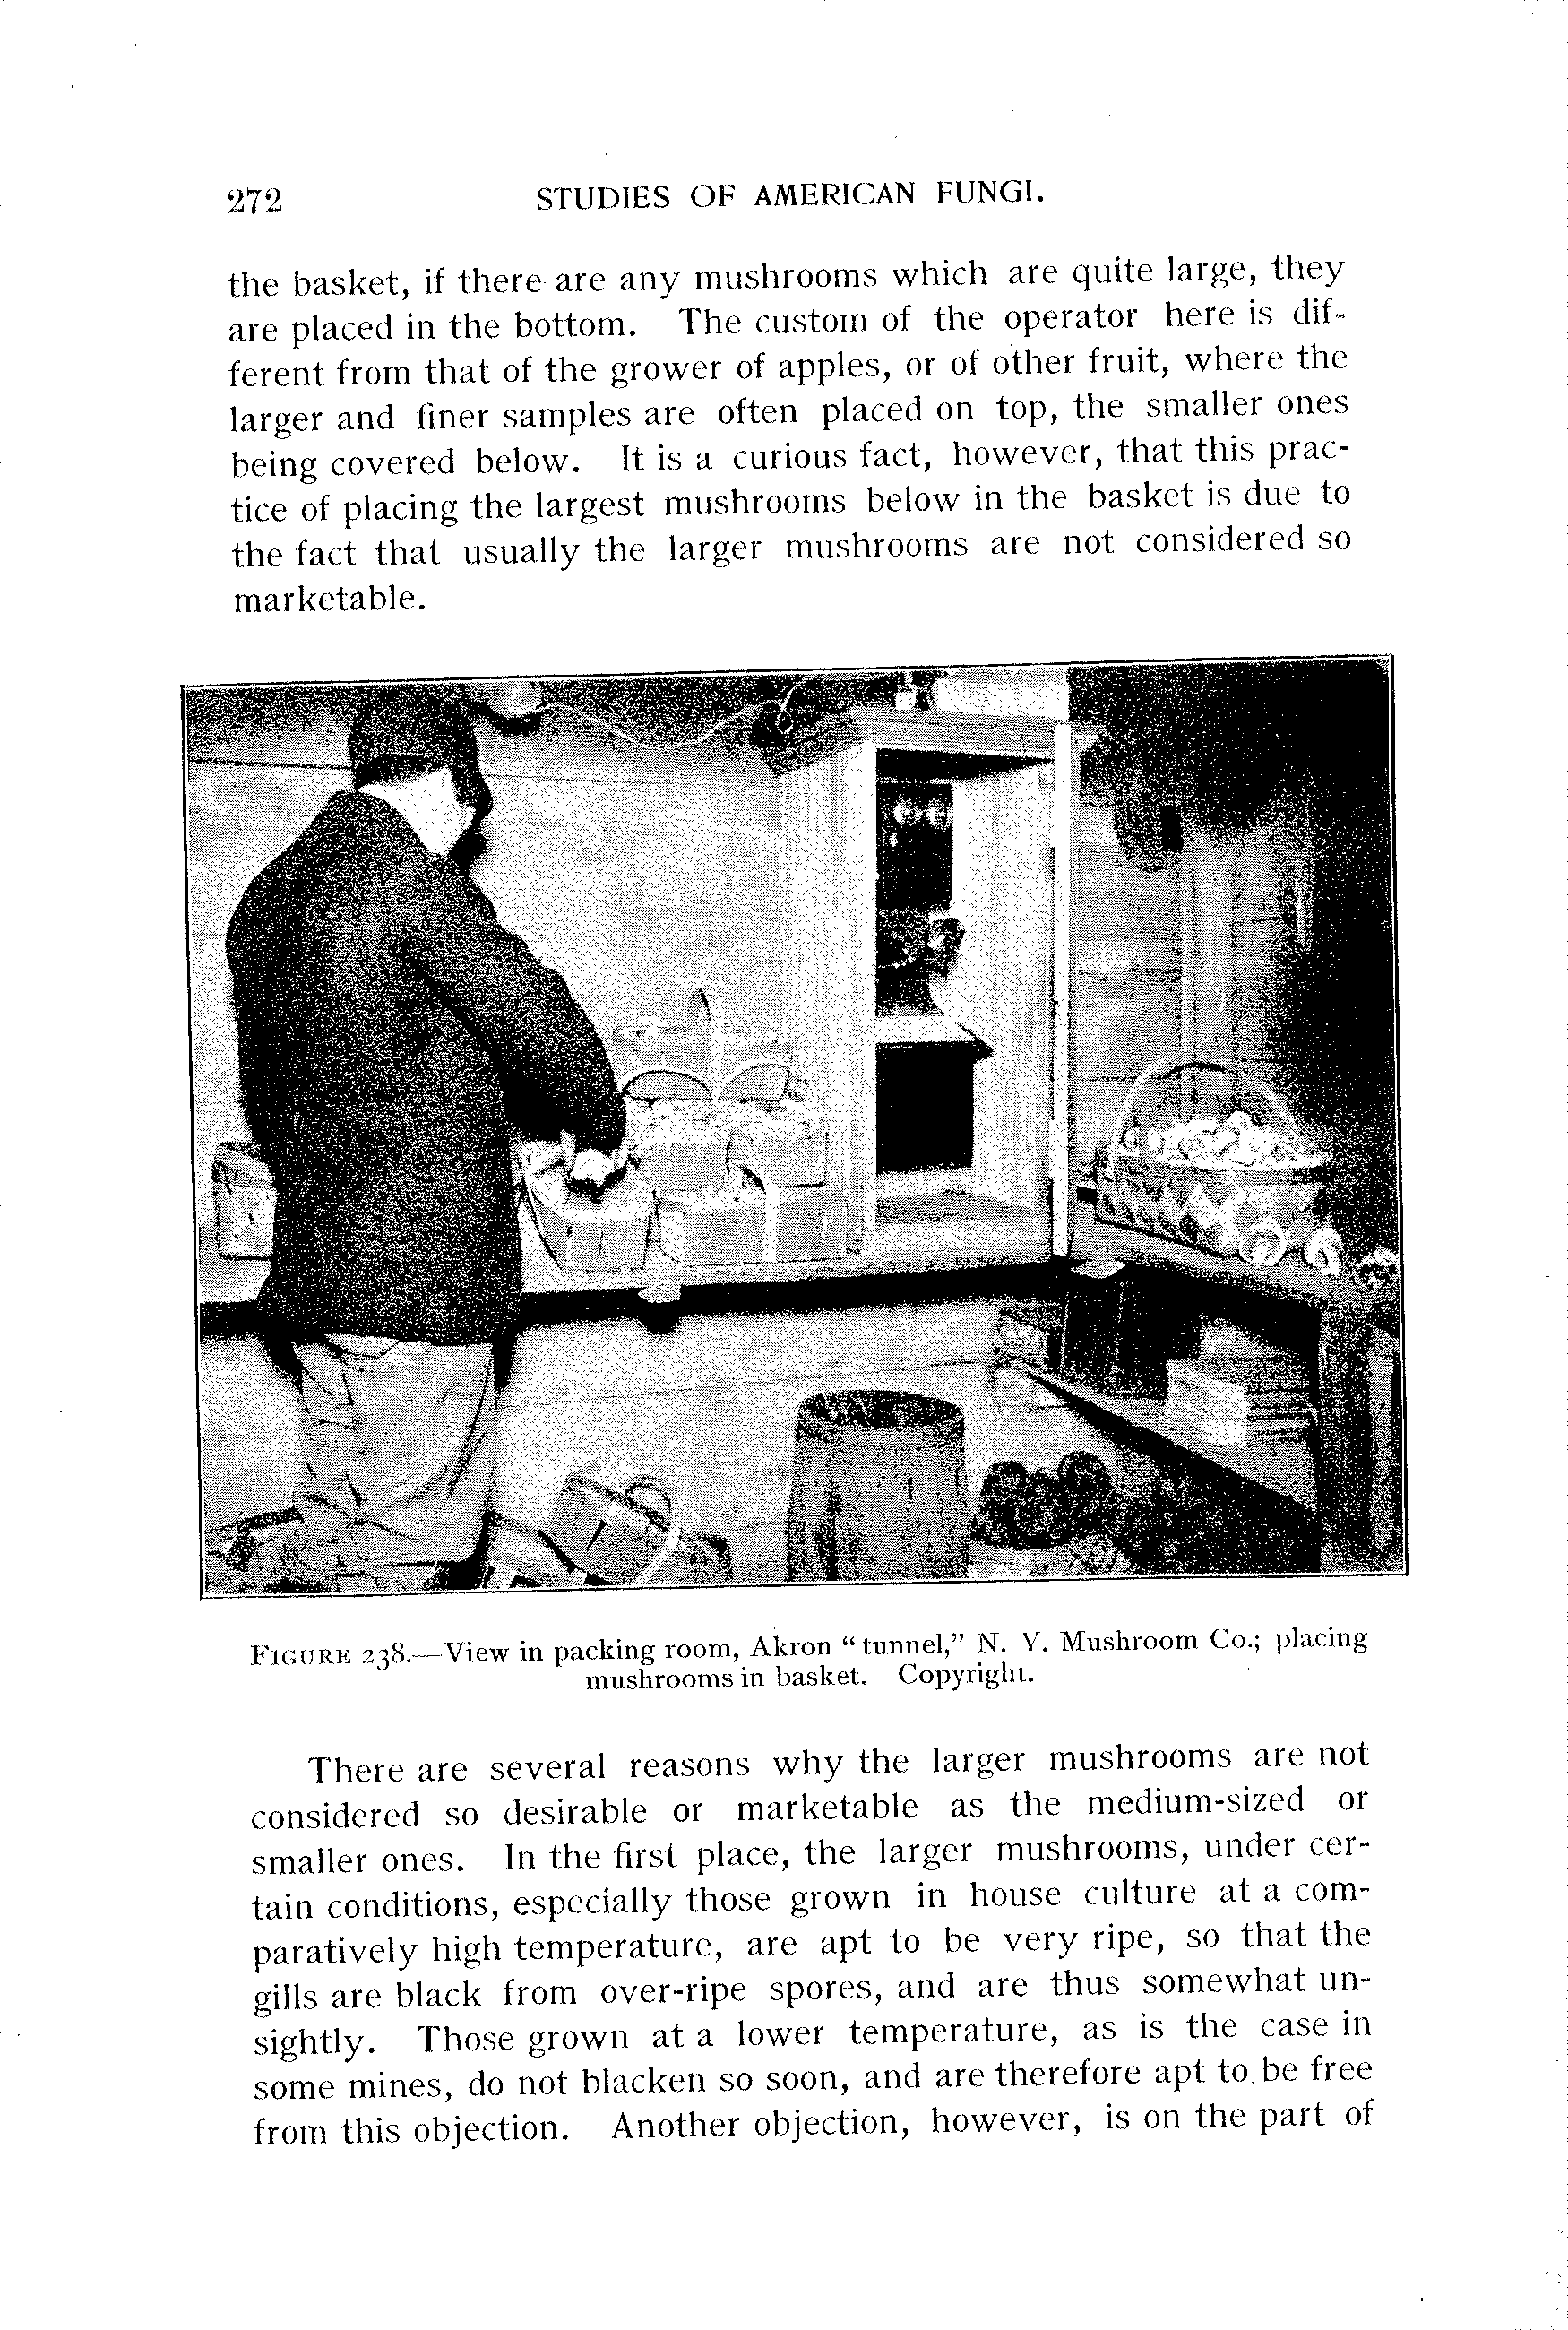 272 STUDIES OF AMERICAN FUNGI.
the basket, if there are any mushrooms which are quite large, they
are placed in the bottom. The custom of the operator here is dif-
ferent from that of the grower of apples, or of other fruit, where the
larger and finer samples are often placed on top, the smaller ones
being covered below. It is a curious fact, however, that this prac-
tice of placing the largest mushrooms below in the basket is due to
the fact that usually the larger mushrooms are not considered so
marketable.
FIGURE 238.—View in packing room, Akron "tunnel," N. Y. Mushroom Co.; placing
mushrooms in basket. Copyright.
There are several reasons why the larger mushrooms are not
considered so desirable or marketable as the medium-sized or
smaller ones. In the first place, the larger mushrooms, under cer-
tain conditions, especially those grown in house culture at a com-
paratively high temperature, are apt to be very ripe, so that the
gills are black from over-ripe spores, and are thus somewhat un-
sightly. Those grown at a lower temperature, as is the case in
some mines, do not blacken so soon, and are therefore apt to be free
from this objection. Another objection, however, is on the part of